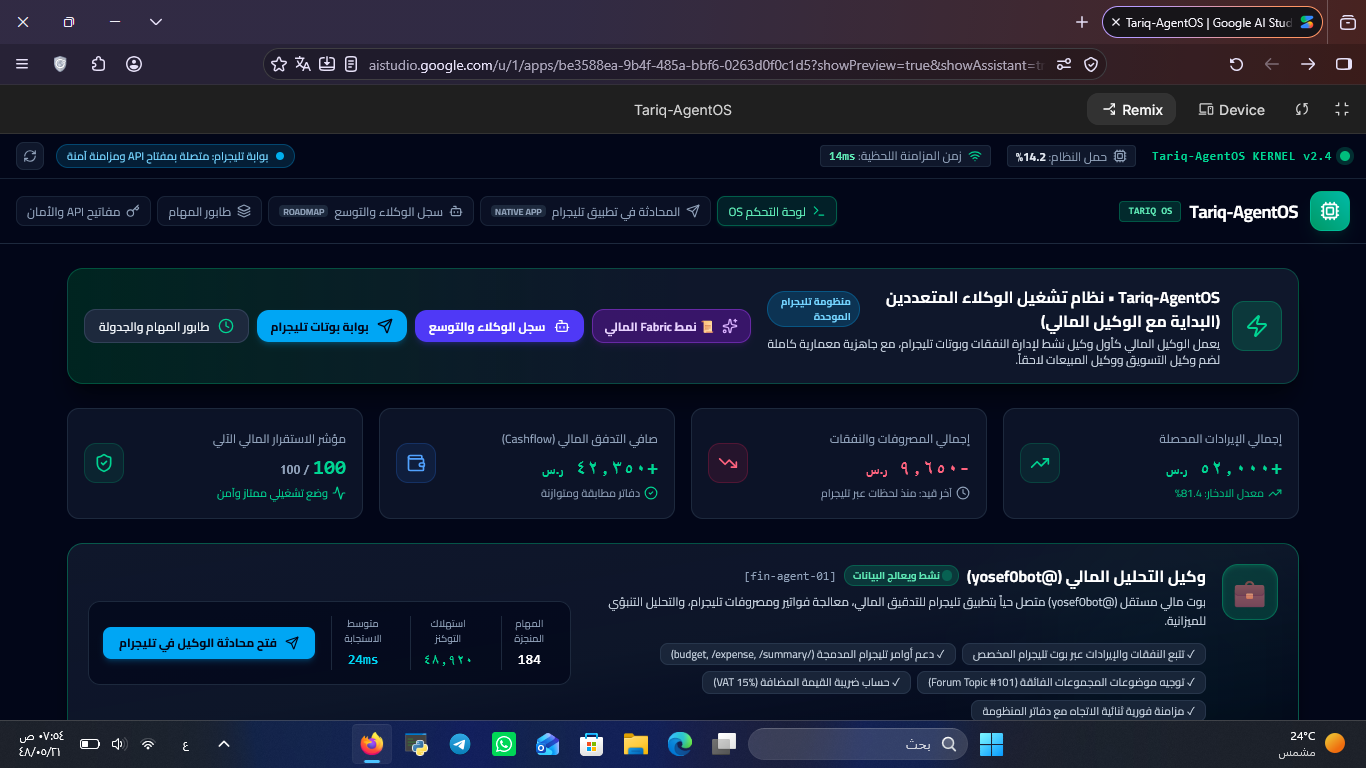 Tariq-AgentOS | Google AI Stud
aistudio.google.com/u/1/apps/be3588ea-9b4f-485a-bbf6-0263d0f0c1d5?showPreview=true&showAssistant=tr
Tariq-AgentOS
Remix
Device
Tariq-AgentOS KERNEL v2.4
حمل النظام: 14.2%
زمن المزامنة اللحظية: 14ms
بوابة تليجرام: متصلة بمفتاح API ومزامنة آمنة
Tariq-AgentOS
TARIQ OS
لوحة التحكم OS
المحادثة في تطبيق تليجرام NATIVE APP
سجل الوكلاء والتوسع ROADMAP
طابور المهام
مفاتيح API والأمان
Tariq-AgentOS • نظام تشغيل الوكلاء المتعددين
(البداية مع الوكيل المالي)
منظومة تليجرام
الموحدة
يعمل الوكيل المالي كأول وكيل نشط لإدارة النفقات وبوتات تليجرام، مع جاهزية معمارية كاملة
لضم وكيل التسويق ووكيل المبيعات لاحقاً.
📜 نمط Fabric المالي
سجل الوكلاء والتوسع
بوابة بوتات تليجرام
طابور المهام والجدولة
إجمالي الإيرادات المحصلة
+٥٢,٠٠٠ ر.س
معدل الادخار: 81.4%
إجمالي المصروفات والنفقات
-٩,٦٥٠ ر.س
آخر قيد: منذ لحظات عبر تليجرام
صافي التدفق المالي (Cashflow)
+٤٢,٣٥٠ ر.س
دفاتر مطابقة ومتوازنة
مؤشر الاستقرار المالي الآلي
100 / 100
وضع تشغيلي ممتاز وآمن
وكيل التحليل المالي (@yosef0bot)
نشط ويعالج البيانات
[fin-agent-01]
بوت مالي مستقل (@yosef0bot) متصل حياً بتطبيق تليجرام للتدقيق المالي، معالجة فواتير ومصروفات تليجرام، والتحليل التنبؤي
للميزانية.
✓ تتبع النفقات والإيرادات عبر بوت تليجرام المخصص
✓ دعم أوامر تليجرام المدمجة (/budget, /expense, /summary)
✓ توجيه موضوعات المجموعات الفائقة (Forum Topic #101)
✓ حساب ضريبة القيمة المضافة (VAT 15%)
✓ مزامنة فورية ثنائية الاتجاه مع دفاتر المنظومة
المهام
المنجزة
184
استهلاك
التوكنز
٤٨,٩٢٠
متوسط
الاستجابة
24ms
فتح محادثة الوكيل في تليجرام
24°C
مشمس
بحث
ع
٠٧:٥٤ ص
٤٨/٠٥/٢١